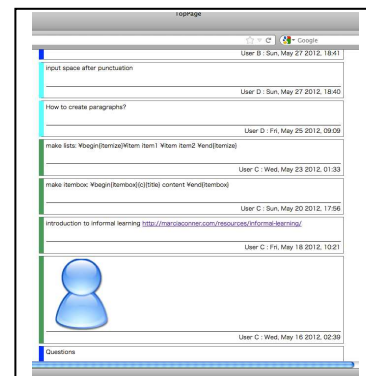 TopPage
Google
User B : Sun, May 27 2012, 18:41
input space after punctuation
User D : Sun, May 27 2012, 18:40
How to create paragraphs?
User D : Fri, May 25 2012, 09:09
make lists: ¥begin{itemize}¥item item1 ¥item item2 ¥end{itemize}
User C : Wed, May 23 2012, 01:33
make itembox: ¥begin{itembox}{c}{title} content ¥end{itembox}
User C : Sun, May 20 2012, 17:56
introduction to informal learning http://marciaconner.com/resources/informal-learning/
User C : Fri, May 18 2012, 10:21
User C : Wed, May 16 2012, 02:39
Questions